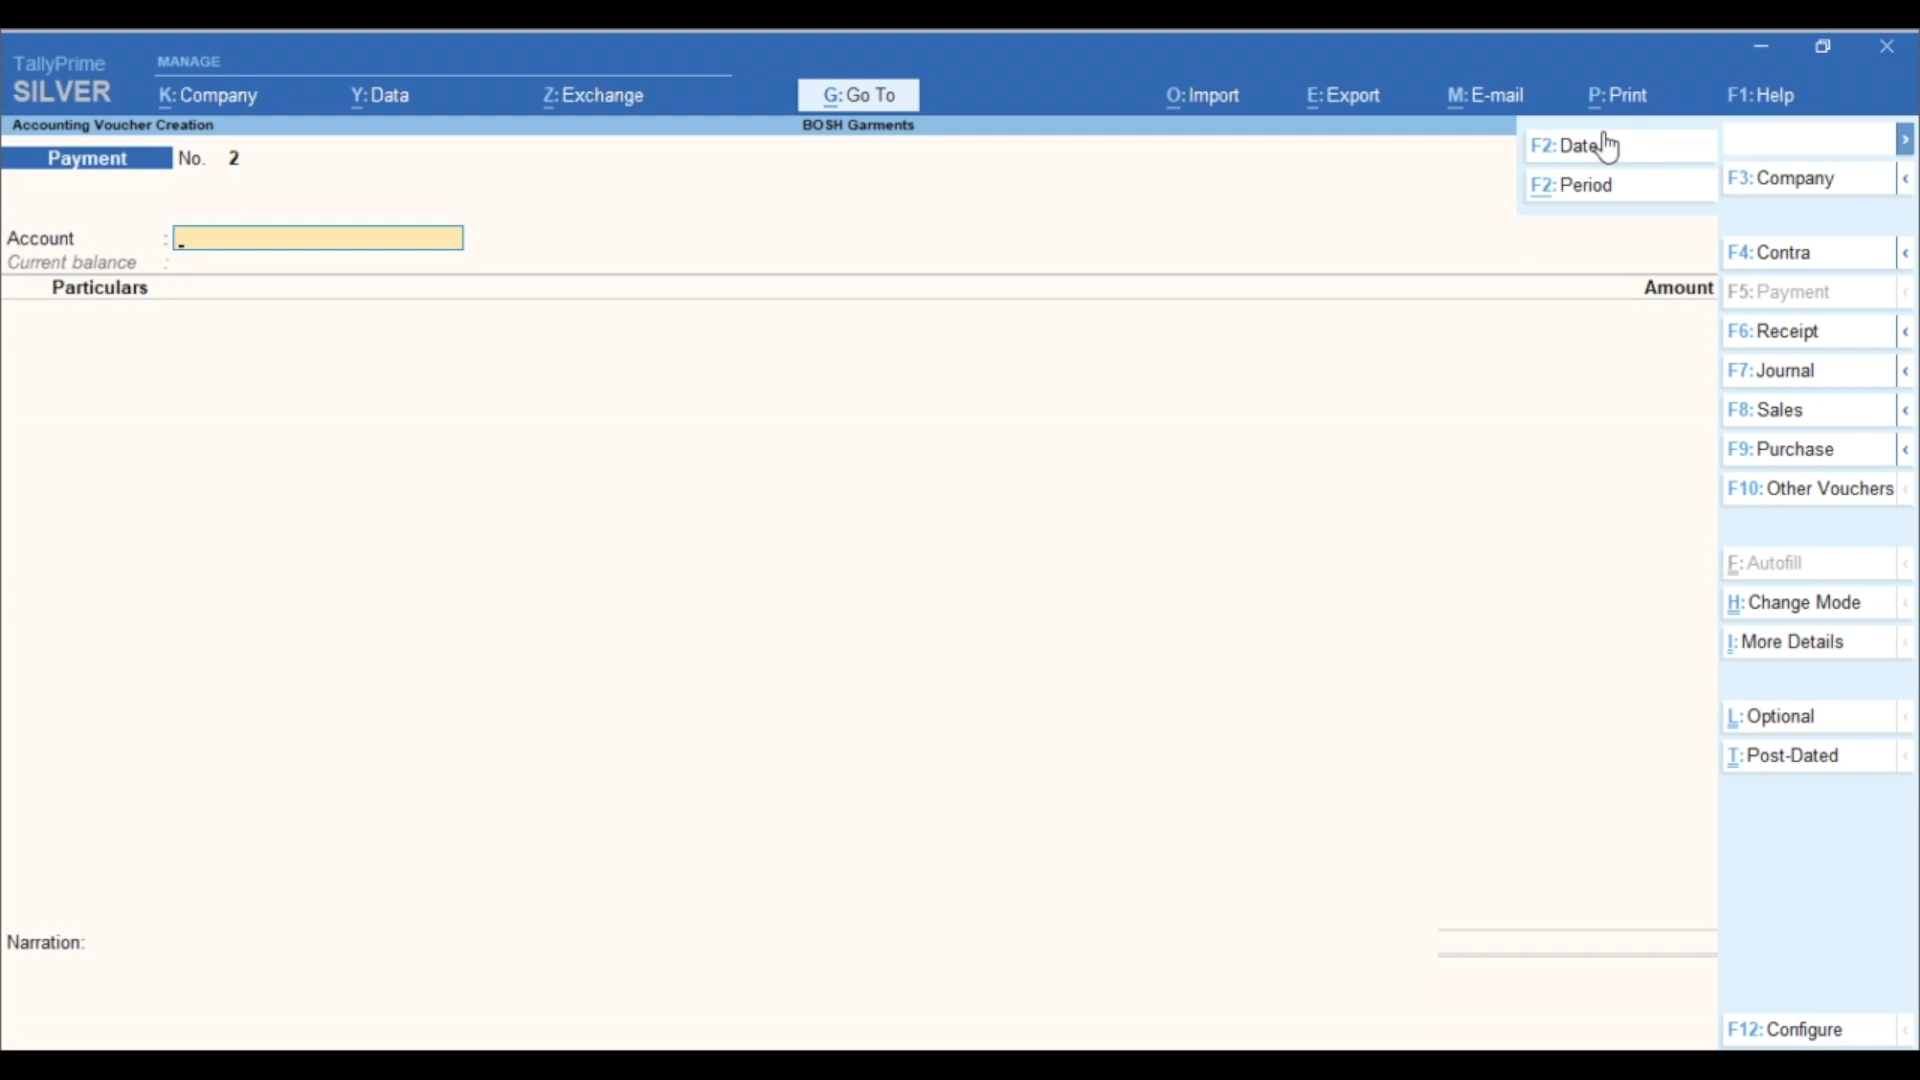 TallyPrime
SILVER
MANAGE
K: Company
Y: Data
Z: Exchange
G: Go To
O: Import
E: Export
M: E-mail
P: Print
F1: Help
Accounting Voucher Creation
BOSH Garments
Payment No. 2
F2: Date
F2: Period
F3: Company
Account :
Current balance :
Particulars
Amount
F4: Contra
F5: Payment
F6: Receipt
F7: Journal
F8: Sales
F9: Purchase
F10: Other Vouchers
F: Autofill
H: Change Mode
I: More Details
L: Optional
T: Post-Dated
Narration:
F12: Configure